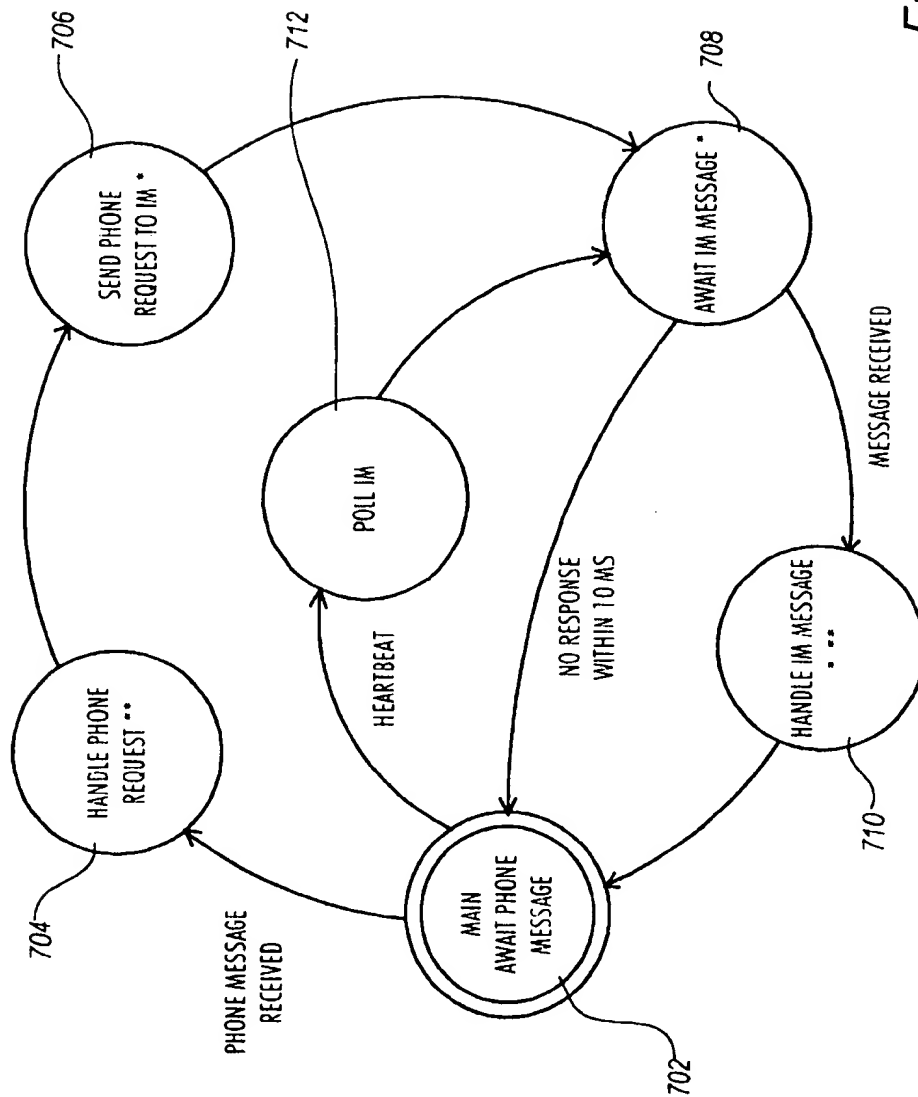 704
HANDLE PHONE
REQUEST **
706
SEND PHONE
REQUEST TO IM *
PHONE MESSAGE
RECEIVED
712
POLL IM
HEARTBEAT
MAIN
AWAIT PHONE
MESSAGE
702
NO RESPONSE
WITHIN 10 MS
AWAIT IM MESSAGE *
708
HANDLE IM MESSAGE
* **
710
MESSAGE RECEIVED